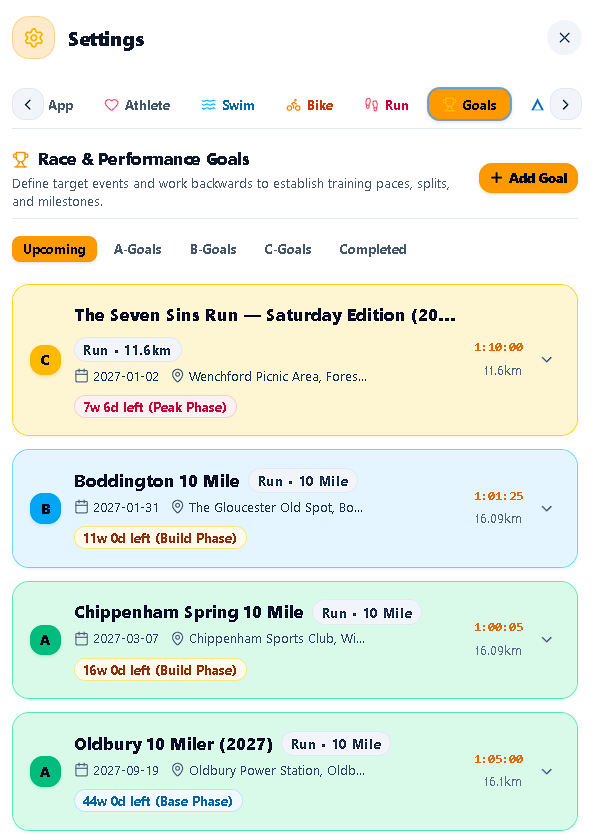 Settings
App Athlete Swim Bike Run Goals
Race & Performance Goals
Define target events and work backwards to establish training paces, splits,
and milestones.
+ Add Goal
Upcoming A-Goals B-Goals C-Goals Completed
The Seven Sins Run — Saturday Edition (20...
Run • 11.6km
C
2027-01-02 Wenchford Picnic Area, Fores...
7w 6d left (Peak Phase)
1:10:00
11.6km
Boddington 10 Mile Run • 10 Mile
B
2027-01-31 The Gloucester Old Spot, Bo...
11w 0d left (Build Phase)
1:01:25
16.09km
Chippenham Spring 10 Mile Run • 10 Mile
A
2027-03-07 Chippenham Sports Club, Wi...
16w 0d left (Build Phase)
1:00:05
16.09km
Oldbury 10 Miler (2027) Run • 10 Mile
A
2027-09-19 Oldbury Power Station, Oldb...
44w 0d left (Base Phase)
1:05:00
16.1km